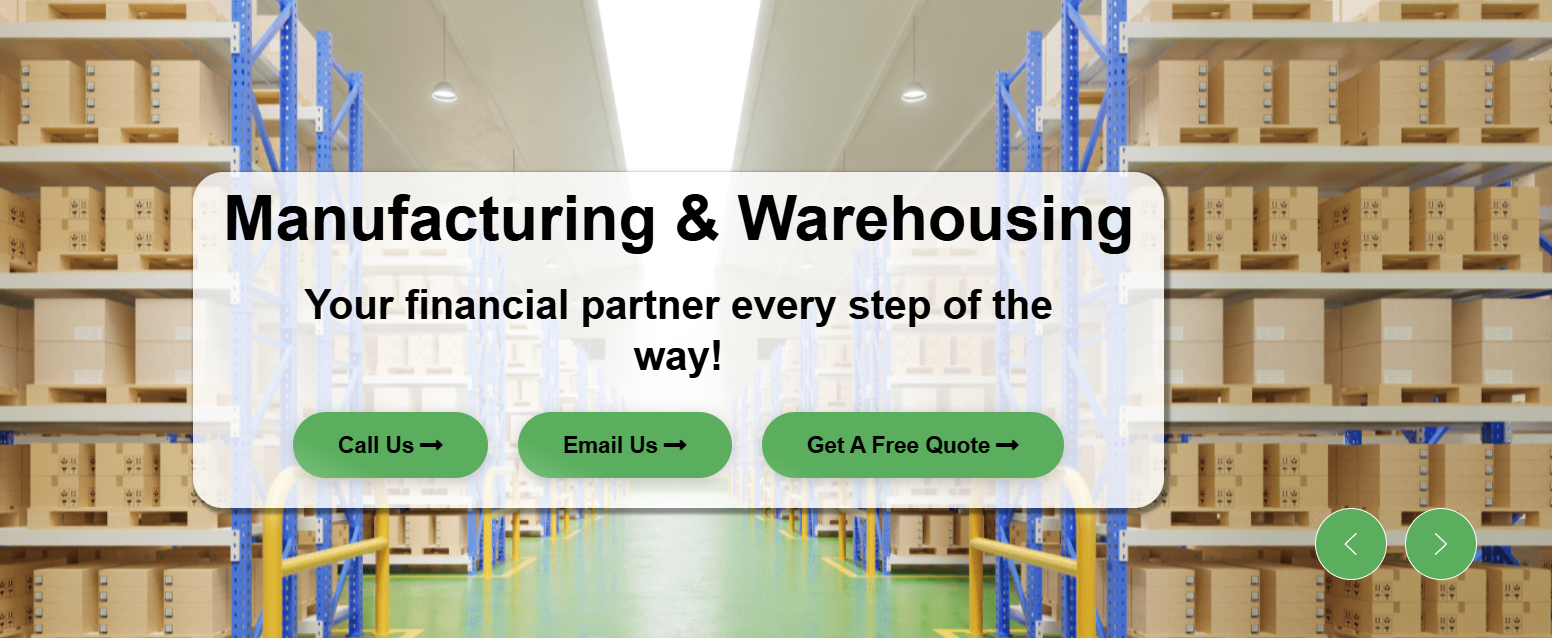 Manufacturing & Warehousing
Your financial partner every step of the
way!
Call Us
Email Us
Get A Free Quote